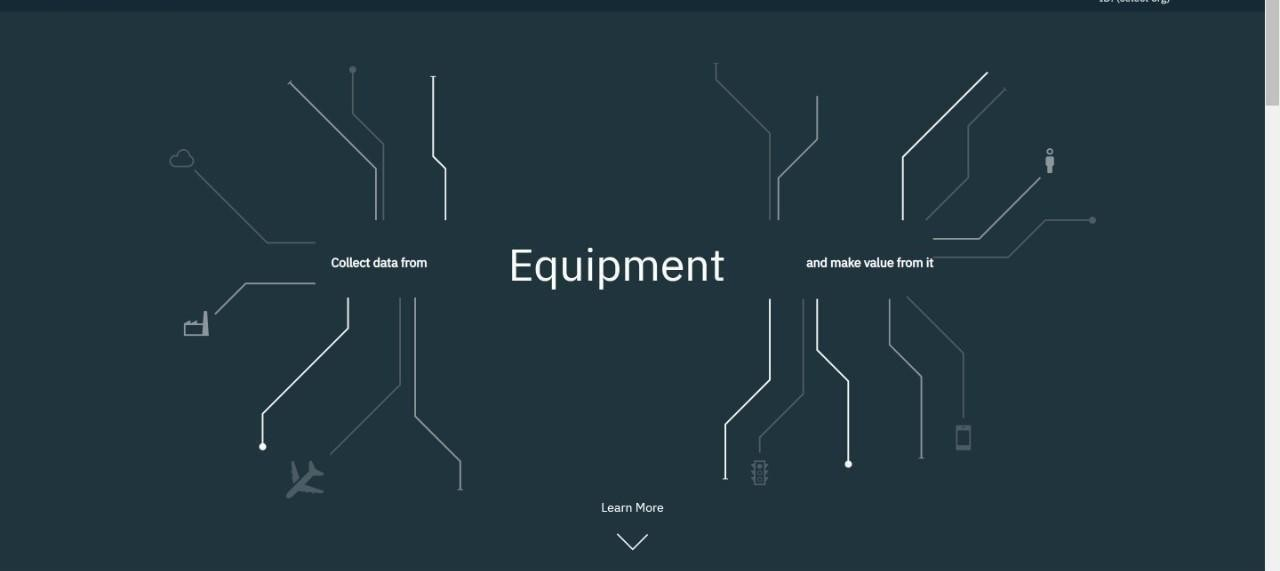 Collect data from
Equipment
and make value from it
Learn More